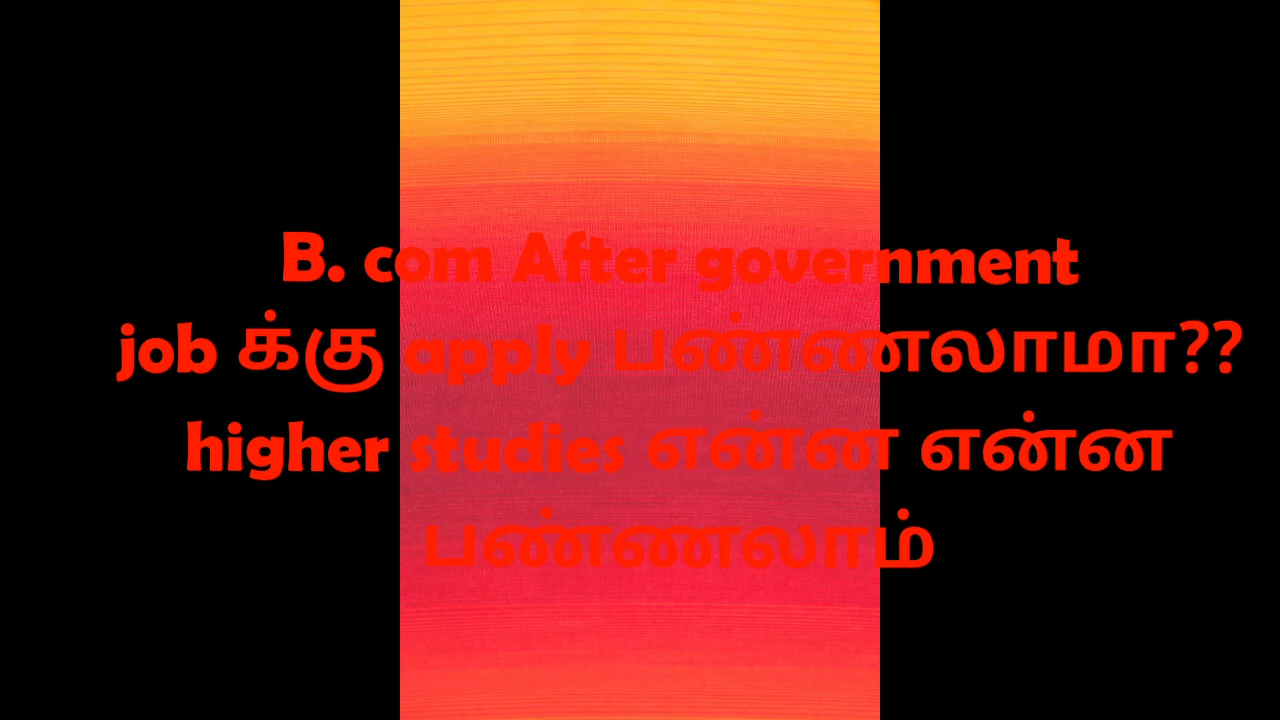 B. com After government
job க்கு apply பண்ணலாமா??
higher studies என்ன என்ன
பண்ணலாம்